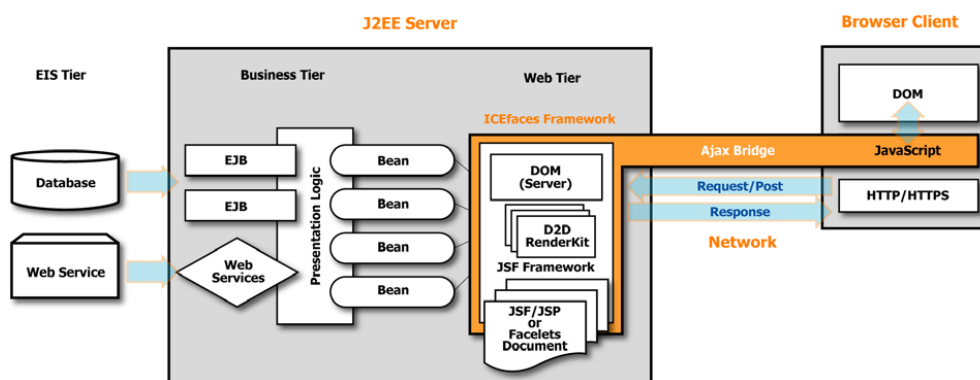 J2EE Server
Browser Client
EIS Tier
Business Tier
Web Tier
ICEfaces Framework
DOM
Ajax Bridge
JavaScript
Database
Web Service
EJB
EJB
Web
Services
Presentation Logic
Bean
Bean
Bean
Bean
DOM
(Server)
D2D
RenderKit
JSF Framework
JSF/JSP
or
Facelets
Document
Request/Post
Response
Network
HTTP/HTTPS